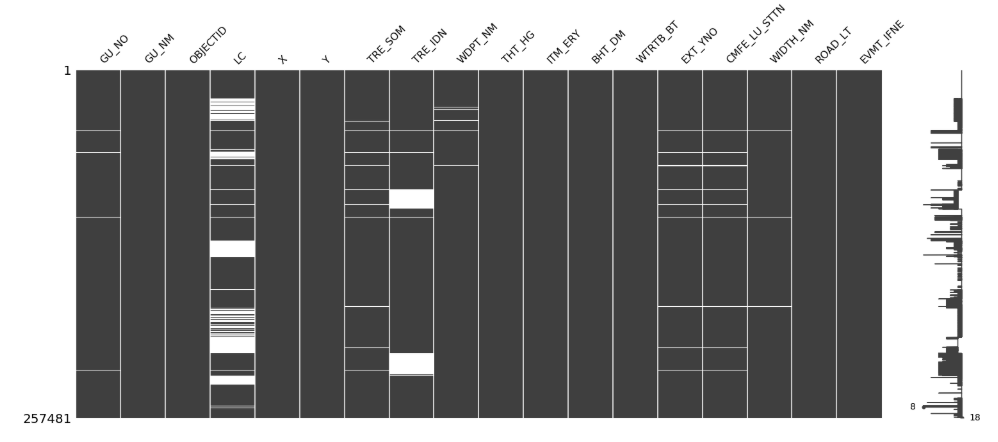 GU_NO
GU_NM
OBJECTID
LC
X
Y
TRE_SOM
TRE_IDN
WDPT_NM
THT_HG
ITM_ERY
BHT_DM
WTRTB_BT
EXT_YNO
CMFE_LU_STTN
WIDTH_NM
ROAD_LT
EVMT_IFNE
1
257481
8
18